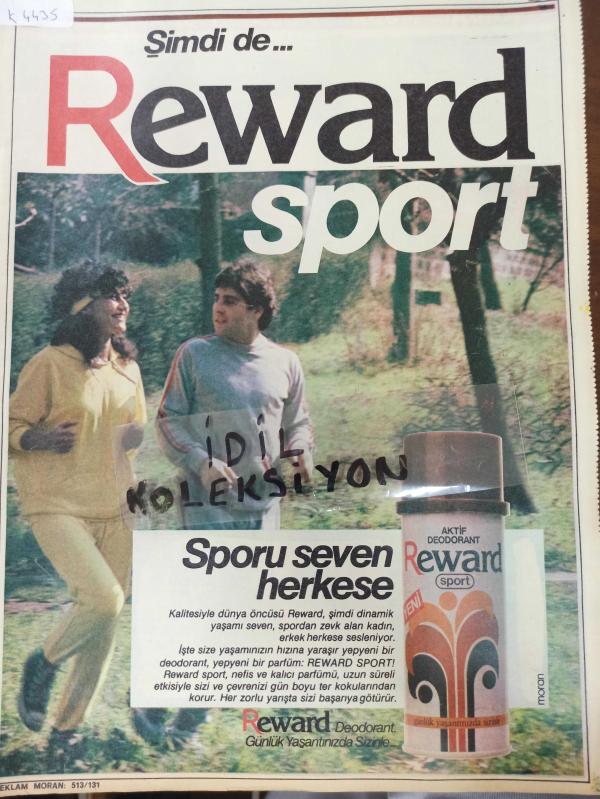 K 4435
Şimdi de...
Reward
sport
İDİL
KOLEKSİYON
AKTİF
DEODORANT
Reward
sport
YENİ
günlük yaşantınızda sizinle
Sporu seven
herkese
Kalitesiyle dünya öncüsü Reward, şimdi dinamik
yaşamı seven, spordan zevk alan kadın,
erkek herkese sesleniyor.
İşte size yaşamınızın hızına yaraşır yepyeni bir
deodorant, yepyeni bir parfüm: REWARD SPORT!
Reward sport, nefis ve kalıcı parfümü, uzun süreli
etkisiyle sizi ve çevrenizi gün boyu ter kokularından
korur. Her zorlu yarışta sizi başarıya götürür.
Reward Deodorant.
Günlük Yaşantınızda Sizinle...
moran
EKLAM MORAN: 513/131